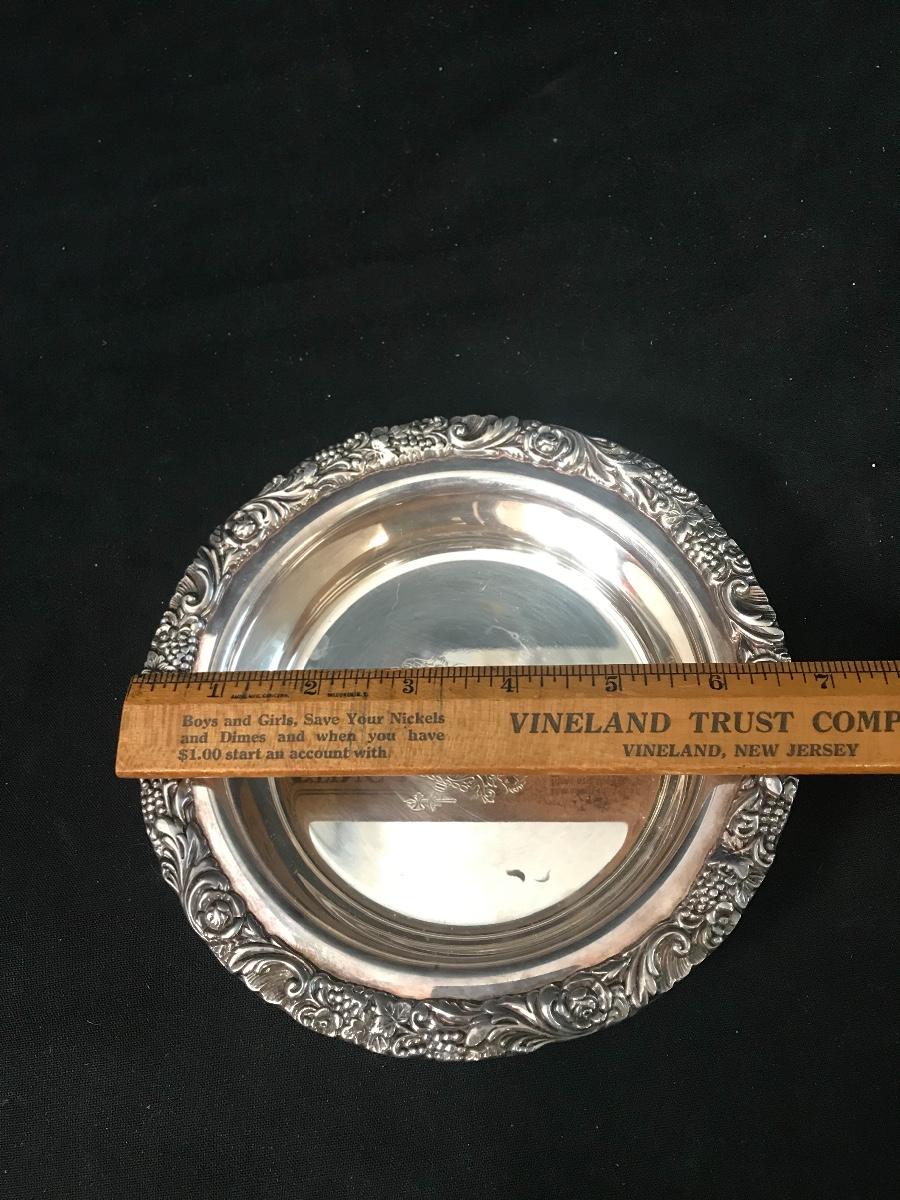 1 2 3 4 5 6 7
Boys and Girls, Save Your Nickels
and Dimes and when you have
$1.00 start an account with
VINELAND TRUST COMP
VINELAND, NEW JERSEY